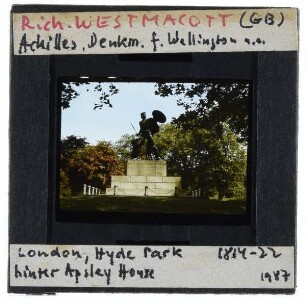 Rich. WESTMACOTT (GB)
Achilles, Denkm. f. Wellington u.a.
London, Hyde Park 1814-22
hinter Apsley House 1987